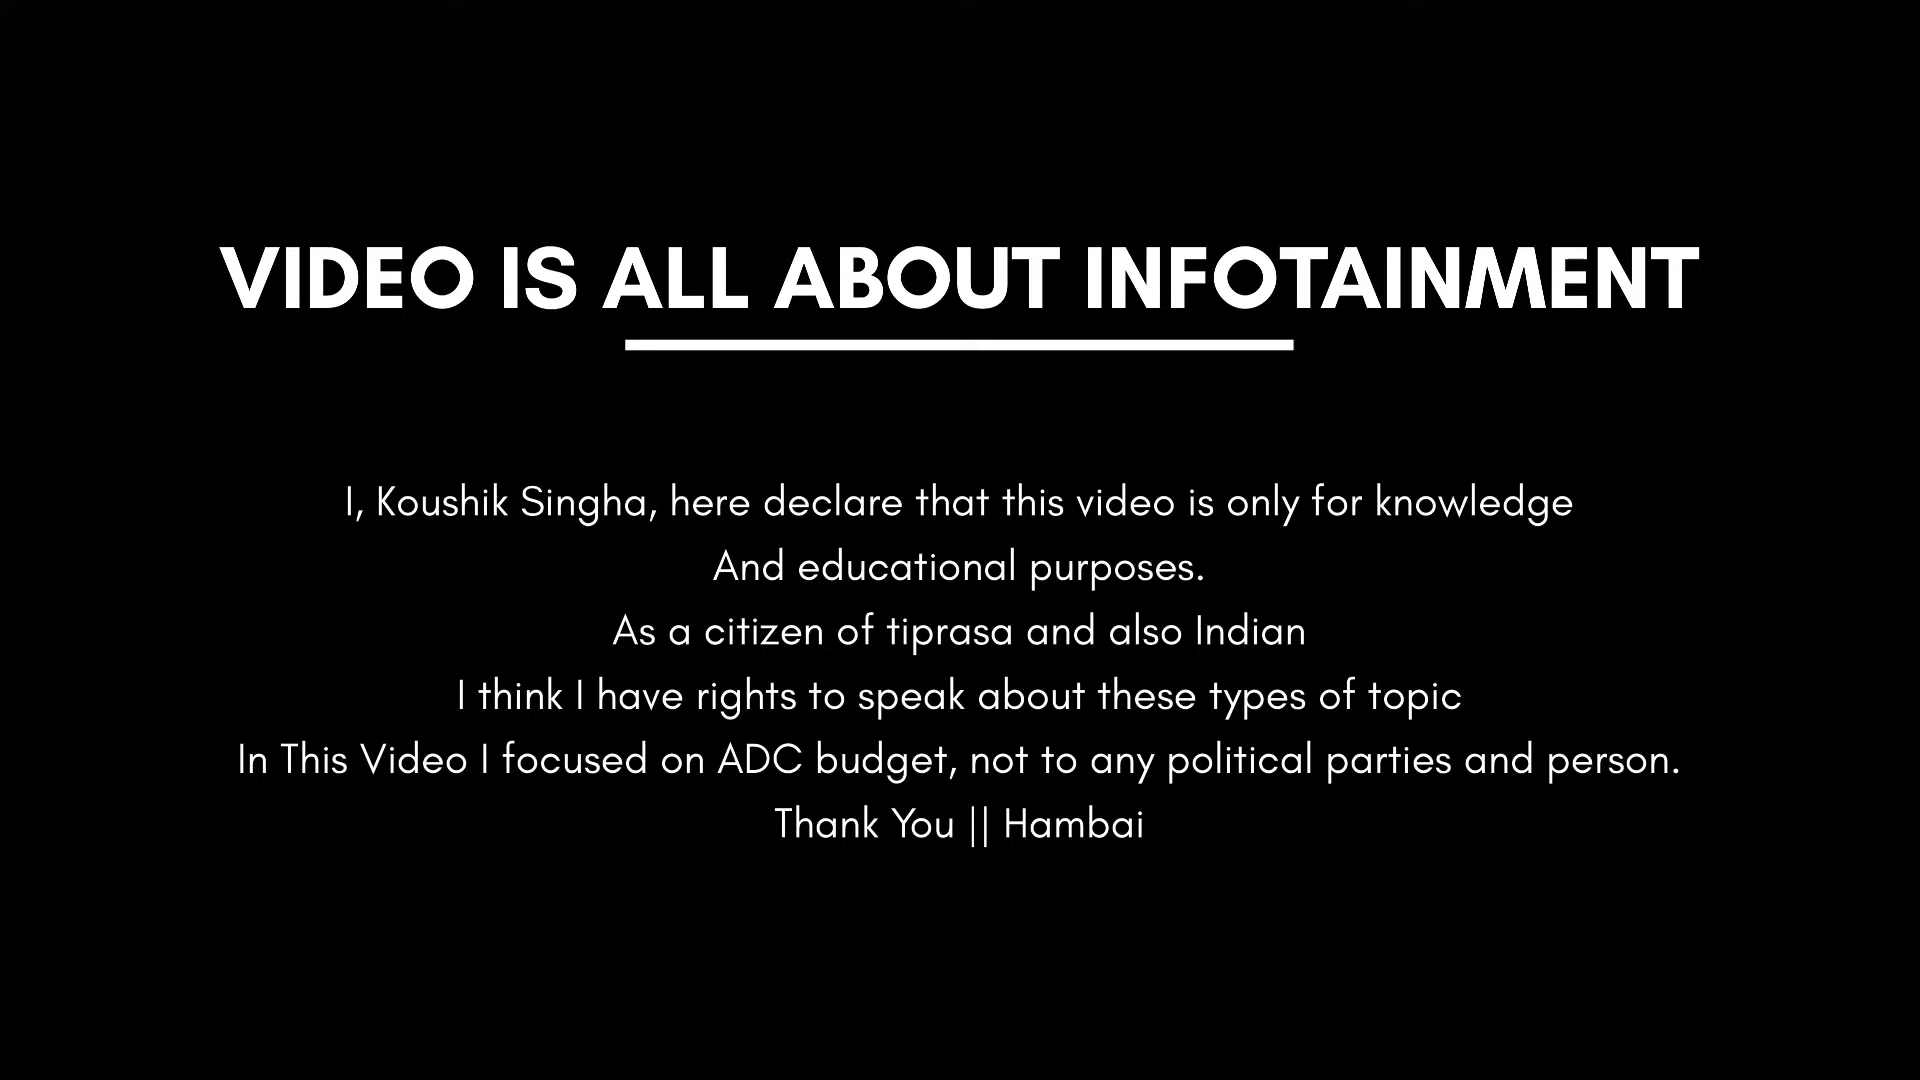 VIDEO IS ALL ABOUT INFOTAINMENT
I, Koushik Singha, here declare that this video is only for knowledge
And educational purposes.
As a citizen of tiprasa and also Indian
I think I have rights to speak about these types of topic
In This Video I focused on ADC budget, not to any political parties and person.
Thank You || Hambai